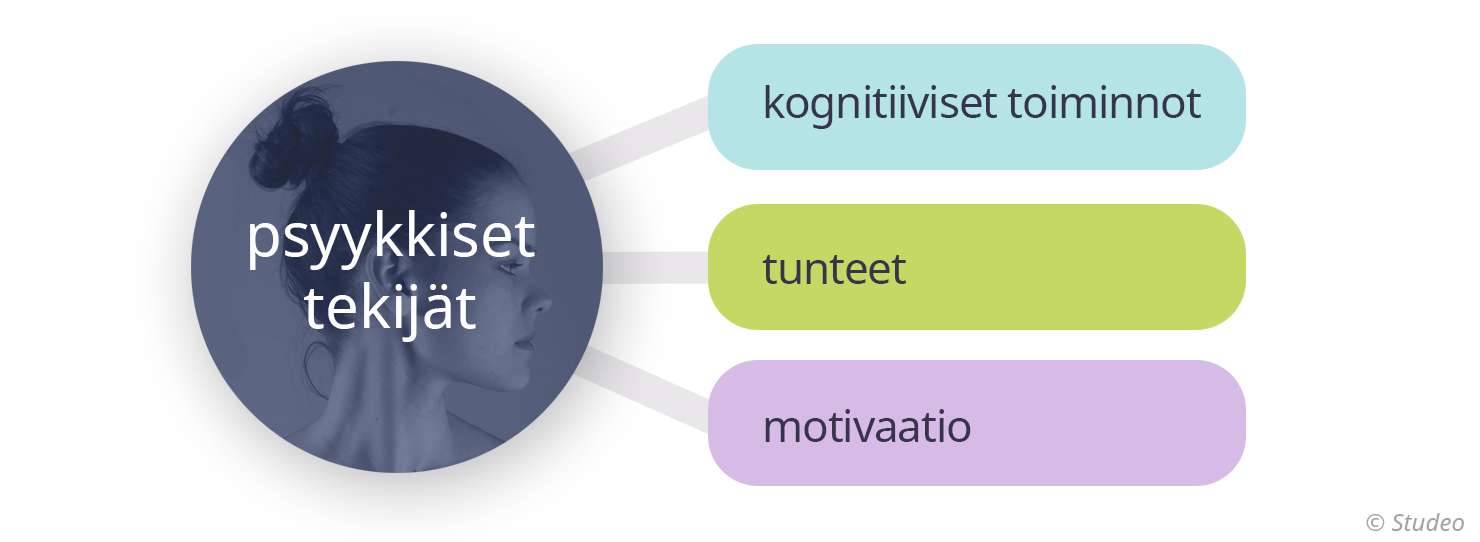 psyykkiset
tekijät
kognitiiviset toiminnot
tunteet
motivaatio
© Studeo